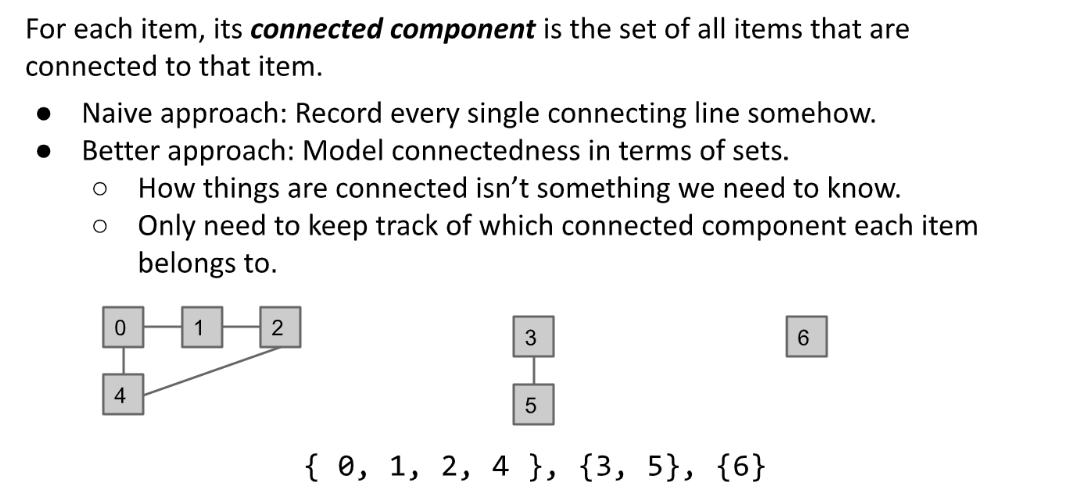 For each item, its connected component is the set of all items that are
connected to that item.
● Naive approach: Record every single connecting line somehow.
● Better approach: Model connectedness in terms of sets.
○ How things are connected isn’t something we need to know.
○ Only need to keep track of which connected component each item
belongs to.
0 1 2 3 6
4 5
{ 0, 1, 2, 4 }, {3, 5}, {6}